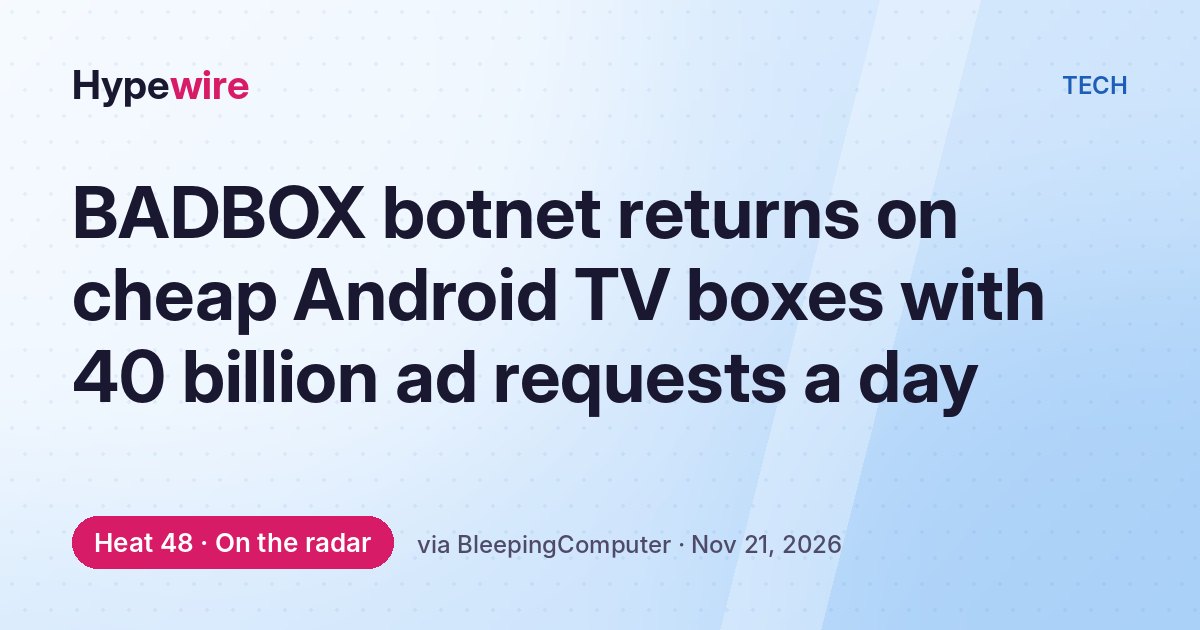 Hypewire
TECH
BADBOX botnet returns on
cheap Android TV boxes with
40 billion ad requests a day
Heat 48 · On the radar
via BleepingComputer · Nov 21, 2026